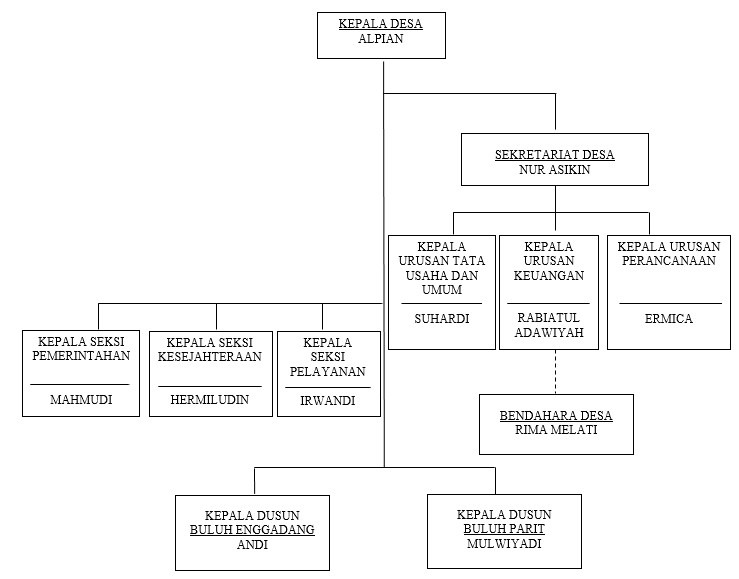 KEPALA DESA
ALPIAN
SEKRETARIAT DESA
NUR ASIKIN
KEPALA
URUSAN TATA
USAHA DAN
UMUM
SUHARDI
KEPALA
URUSAN
KEUANGAN
RABIATUL
ADAWIYAH
KEPALA URUSAN
PERANCANAAN
ERMICA
KEPALA SEKSI
PEMERINTAHAN
MAHMUDI
KEPALA SEKSI
KESEJAHTERAAN
HERMILUDIN
KEPALA
SEKSI
PELAYANAN
IRWANDI
BENDAHARA DESA
RIMA MELATI
KEPALA DUSUN
BULUH ENGGADANG
ANDI
KEPALA DUSUN
BULUH PARIT
MULWIYADI